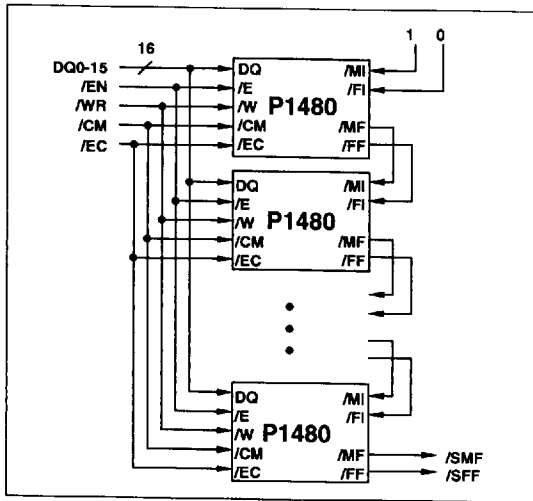 1 0
16
DQ0-15
/EN
/WR
/CM
/EC
DQ
/E
/W
/CM
/EC
P1480
/MI
/FI
/MF
/FF
DQ
/E
/W
/CM
/EC
P1480
/MI
/FI
/MF
/FF
DQ
/E
/W
/CM
/EC
P1480
/MI
/FI
/MF
/FF
/SMF
/SFF